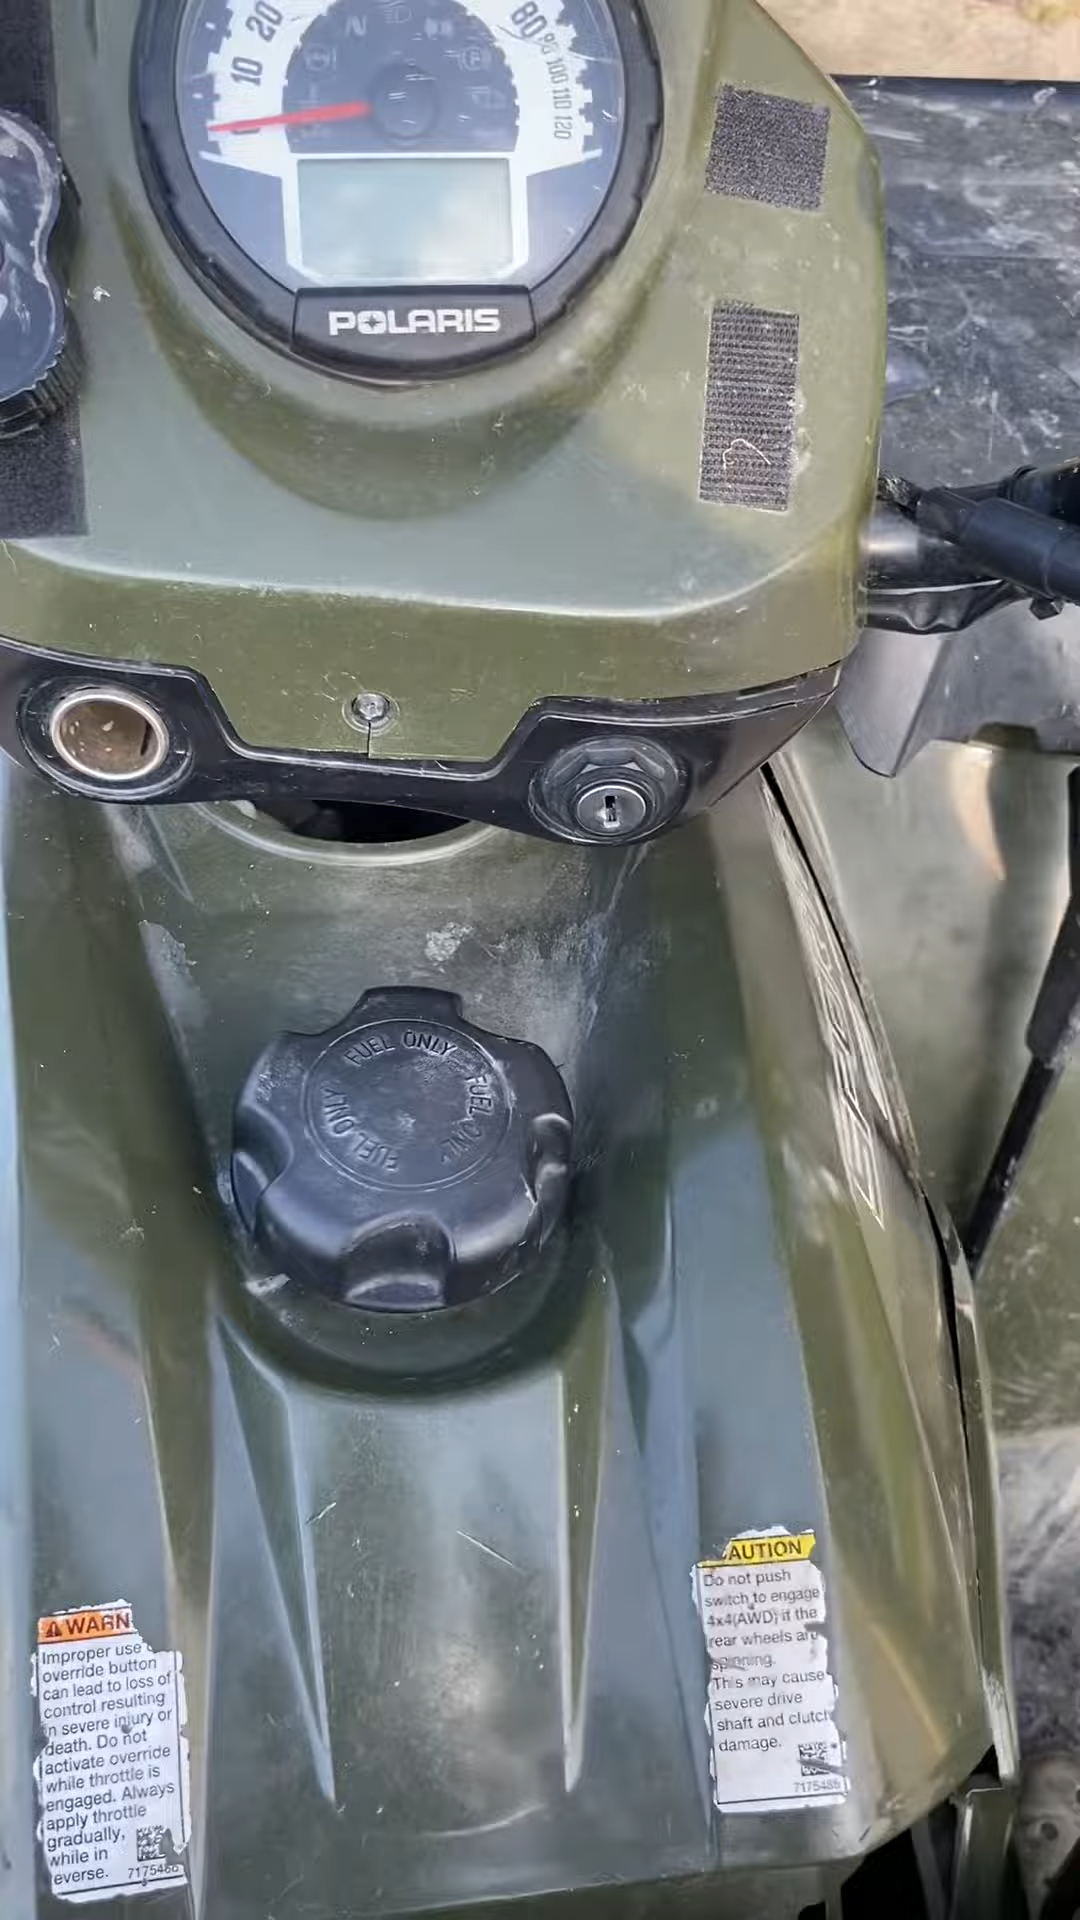 20
10
0
80
90
100
110
120
N
POLARIS
FUEL ONLY
FUEL ONLY
FUEL ONLY
WARN
Improper use
override button
can lead to loss of
control resulting
in severe injury or
death. Do not
activate override
while throttle is
engaged. Always
apply throttle
gradually,
while in
everse.
AUTION
Do not push
switch to engage
4x4(AWD) if the
rear wheels are
spinning.
This may cause
severe drive
shaft and clutch
damage.
7175485